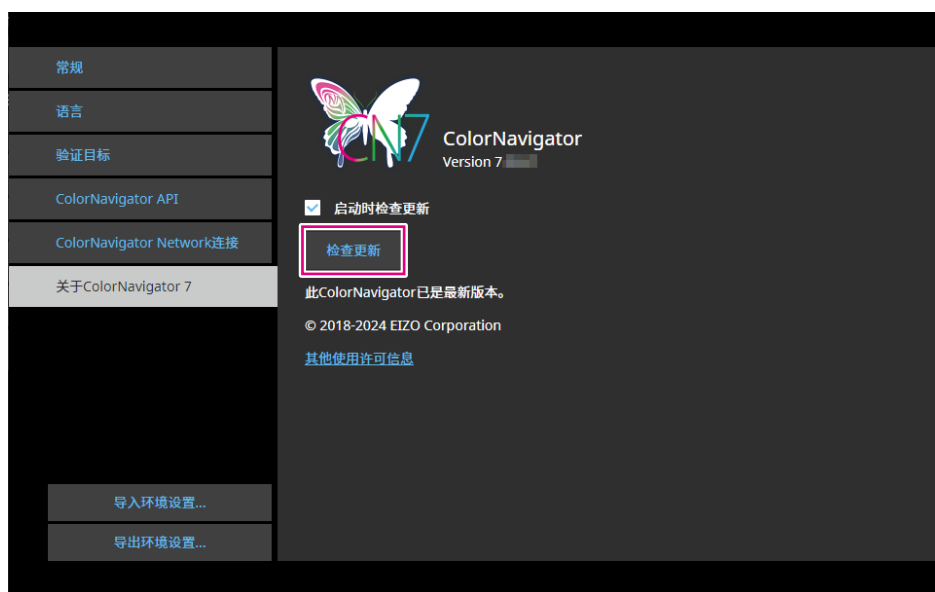 常规
语言
验证目标
ColorNavigator API
ColorNavigator Network连接
关于ColorNavigator 7
导入环境设置...
导出环境设置...
CN7
ColorNavigator
Version 7
启动时检查更新
检查更新
此ColorNavigator已是最新版本。
© 2018-2024 EIZO Corporation
其他使用许可信息